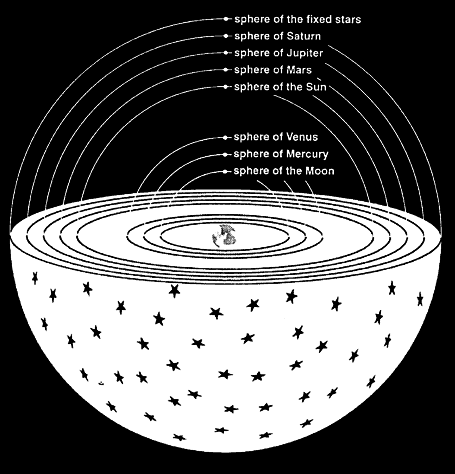 sphere of the fixed stars
sphere of Saturn
sphere of Jupiter
sphere of Mars
sphere of the Sun
sphere of Venus
sphere of Mercury
sphere of the Moon